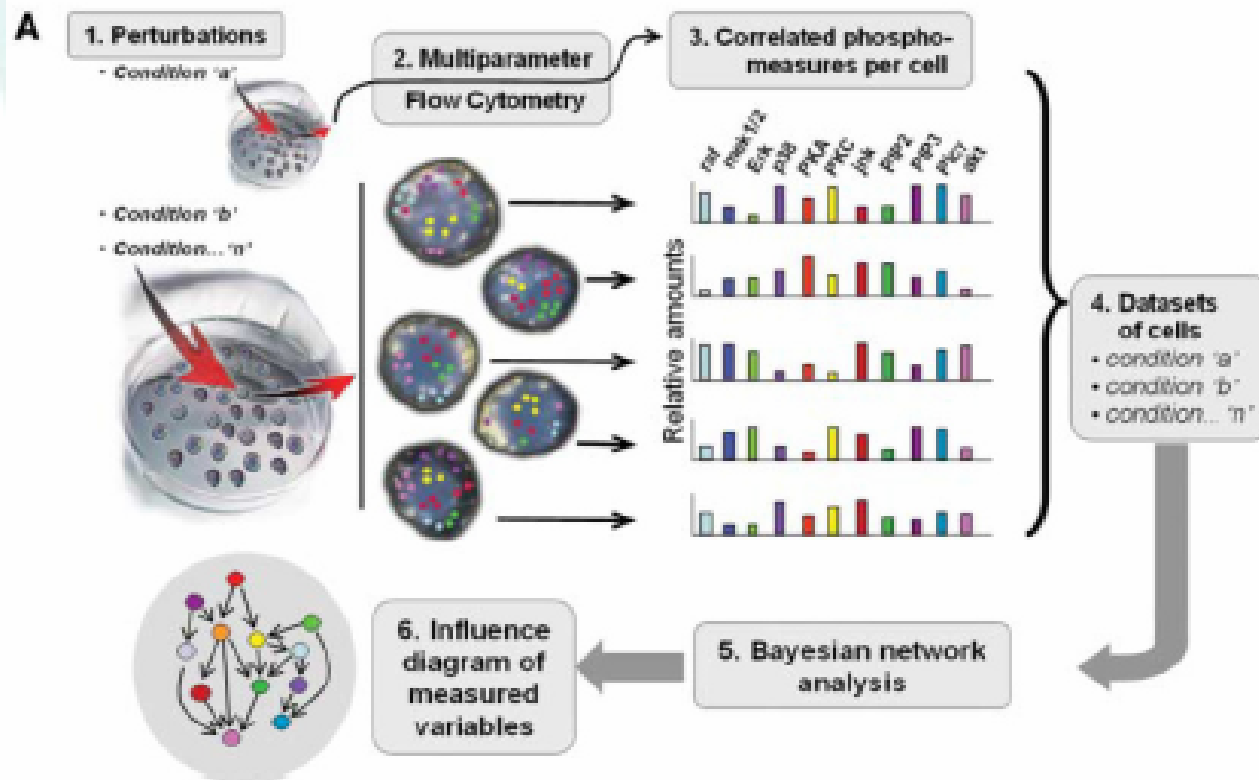 A
1. Perturbations
• Condition 'a'
• Condition 'b'
• Condition... 'n'
2. Multiparameter
Flow Cytometry
3. Correlated phospho-
measures per cell
raf
mek1/2
Erk
p38
PKA
PKC
jnk
PIP2
PIP3
Relative amounts
4. Datasets
of cells
• condition 'a'
• condition 'b'
• condition... 'n'
5. Bayesian network
analysis
6. Influence
diagram of
measured
variables